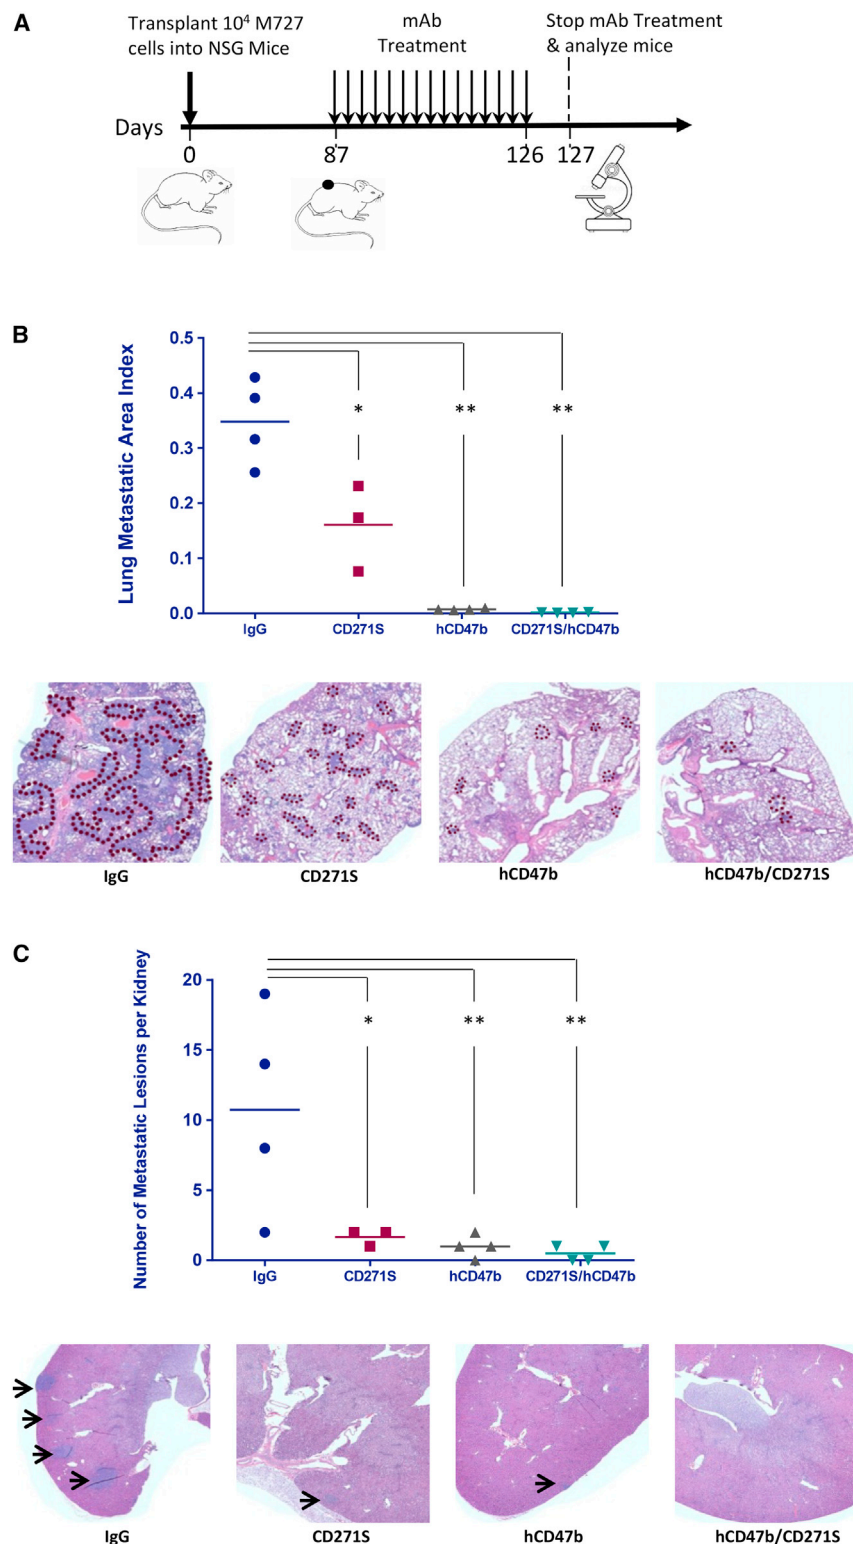 A
Transplant 10⁴ M727
cells into NSG Mice
mAb
Treatment
Stop mAb Treatment
& analyze mice
Days
0
87
126
127
B
Lung Metastatic Area Index
0.5
0.4
0.3
0.2
0.1
0.0
*
**
**
IgG
CD271S
hCD47b
CD271S/hCD47b
IgG
CD271S
hCD47b
hCD47b/CD271S
C
Number of Metastatic Lesions per Kidney
20
15
10
5
0
*
**
**
IgG
CD271S
hCD47b
CD271S/hCD47b
IgG
CD271S
hCD47b
hCD47b/CD271S